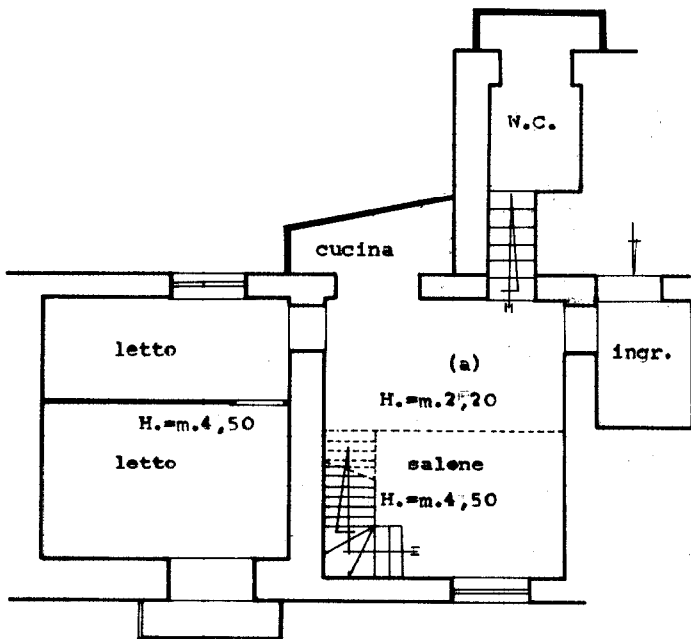 W.C.
cucina
M
letto
(a)
ingr.
H.=m.2,20
H.=m.4,50
letto
salone
H.=m.4,50